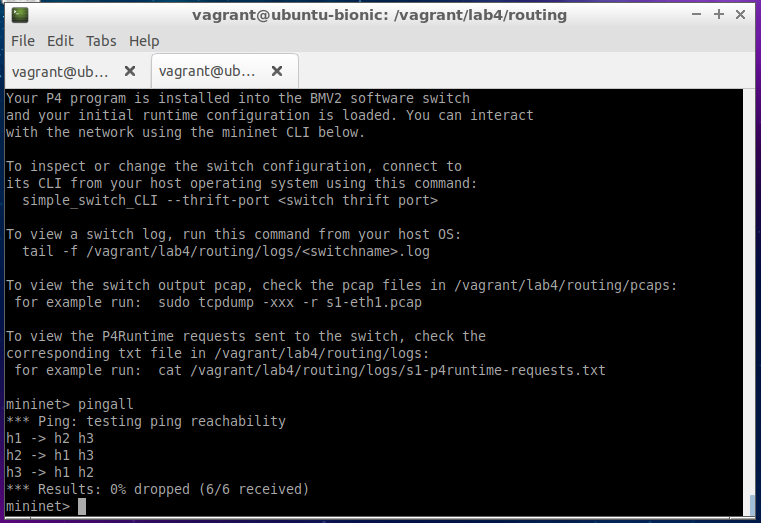 vagrant@ubuntu-bionic: /vagrant/lab4/routing
File Edit Tabs Help
vagrant@ub... vagrant@ub...
Your P4 program is installed into the BMV2 software switch
and your initial runtime configuration is loaded. You can interact
with the network using the mininet CLI below.
To inspect or change the switch configuration, connect to
its CLI from your host operating system using this command:
  simple_switch_CLI --thrift-port <switch thrift port>
To view a switch log, run this command from your host OS:
  tail -f /vagrant/lab4/routing/logs/<switchname>.log
To view the switch output pcap, check the pcap files in /vagrant/lab4/routing/pcaps:
 for example run:  sudo tcpdump -xxx -r s1-eth1.pcap
To view the P4Runtime requests sent to the switch, check the
corresponding txt file in /vagrant/lab4/routing/logs:
 for example run:  cat /vagrant/lab4/routing/logs/s1-p4runtime-requests.txt
mininet> pingall
*** Ping: testing ping reachability
h1 -> h2 h3
h2 -> h1 h3
h3 -> h1 h2
*** Results: 0% dropped (6/6 received)
mininet>